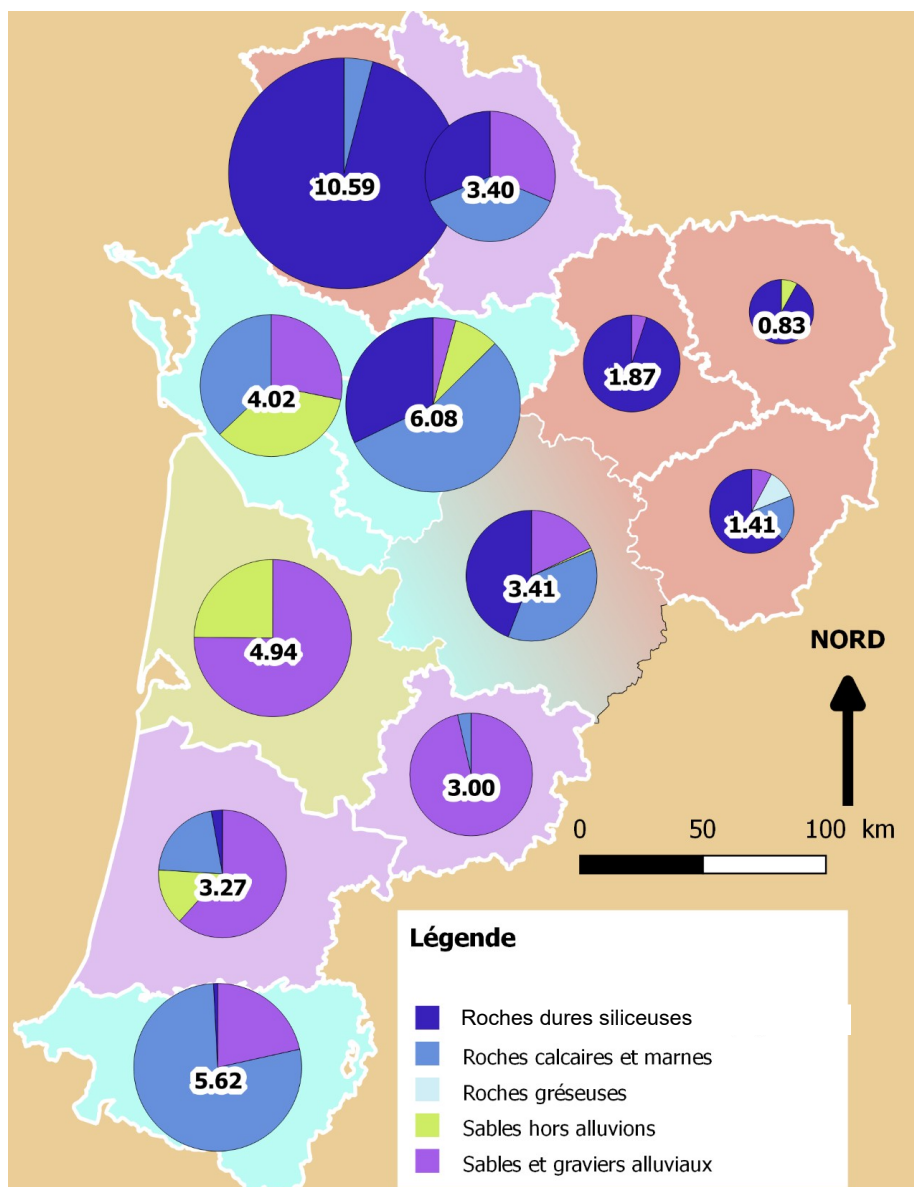 10.59
3.40
0.83
1.87
4.02
6.08
1.41
3.41
4.94
NORD
3.00
0 50 100 km
3.27
Légende
Roches dures siliceuses
Roches calcaires et marnes
Roches gréseuses
Sables hors alluvions
Sables et graviers alluviaux
5.62